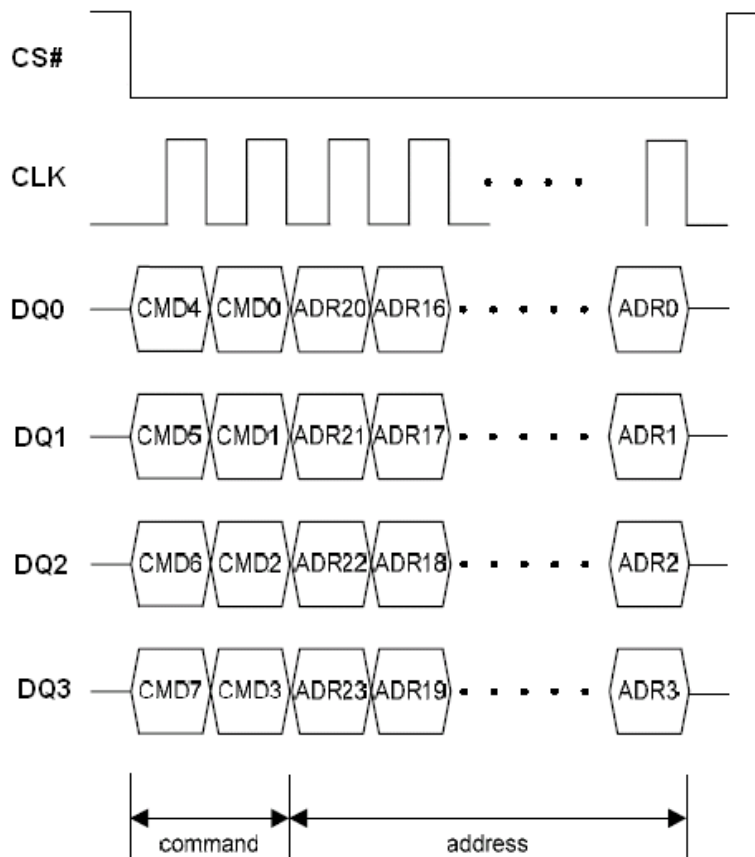 CS#
CLK
DQ0 CMD4 CMD0 ADR20 ADR16 ADR0
DQ1 CMD5 CMD1 ADR21 ADR17 ADR1
DQ2 CMD6 CMD2 ADR22 ADR18 ADR2
DQ3 CMD7 CMD3 ADR23 ADR19 ADR3
command address